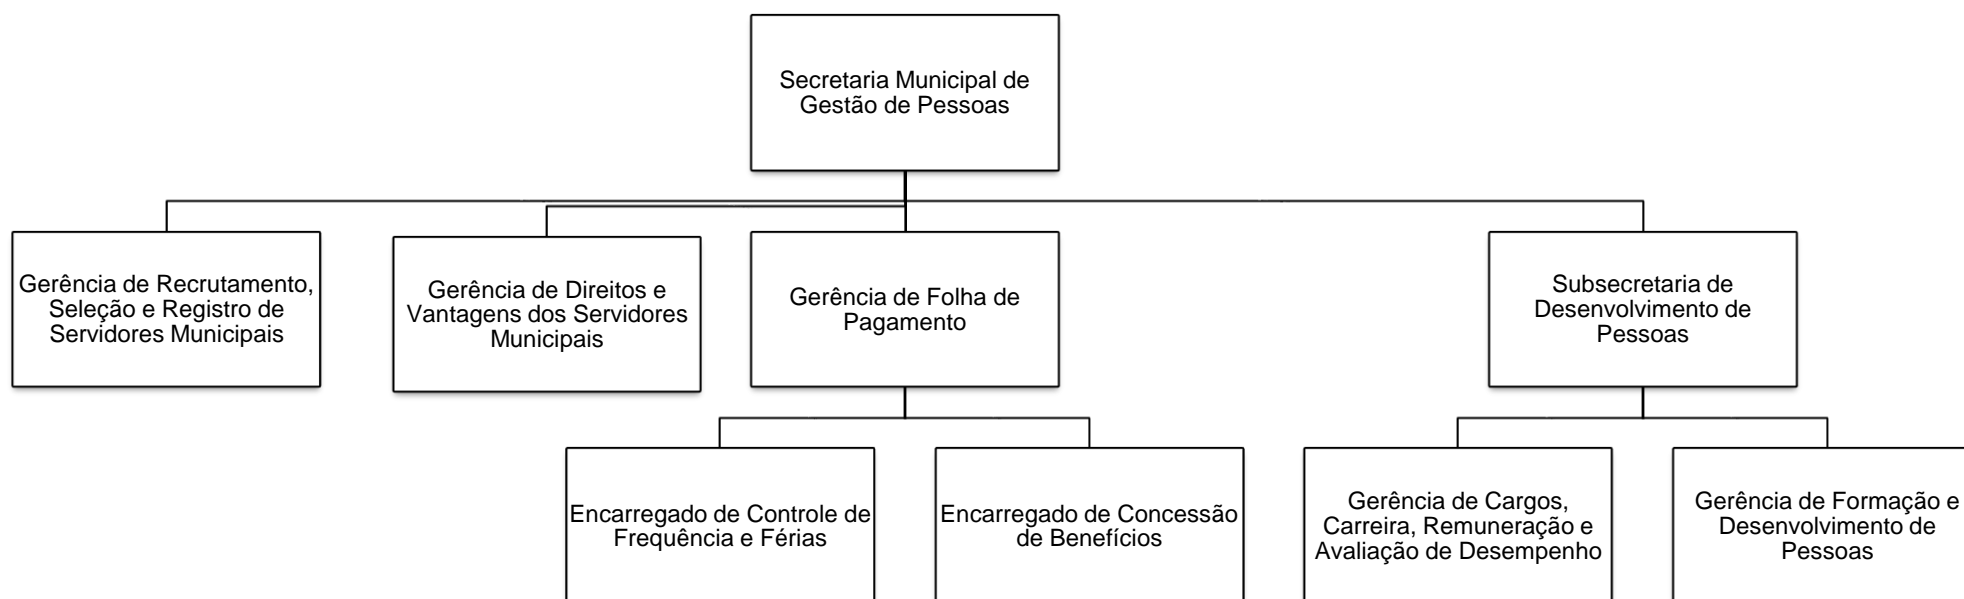 Secretaria Municipal de
Gestão de Pessoas
Gerência de Recrutamento,
Seleção e Registro de
Servidores Municipais
Gerência de Direitos e
Vantagens dos Servidores
Municipais
Gerência de Folha de
Pagamento
Subsecretaria de
Desenvolvimento de
Pessoas
Encarregado de Controle de
Frequência e Férias
Encarregado de Concessão
de Benefícios
Gerência de Cargos,
Carreira, Remuneração e
Avaliação de Desempenho
Gerência de Formação e
Desenvolvimento de
Pessoas